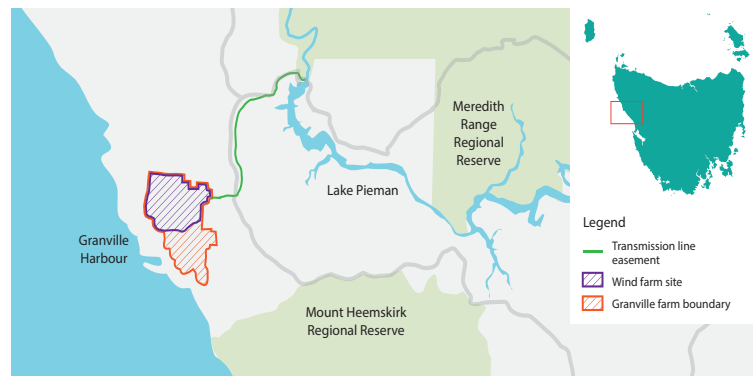 Meredith
Range
Regional
Reserve
Lake Pieman
Granville
Harbour
Mount Heemskirk
Regional Reserve
Legend
Transmission line
easement
Wind farm site
Granville farm boundary